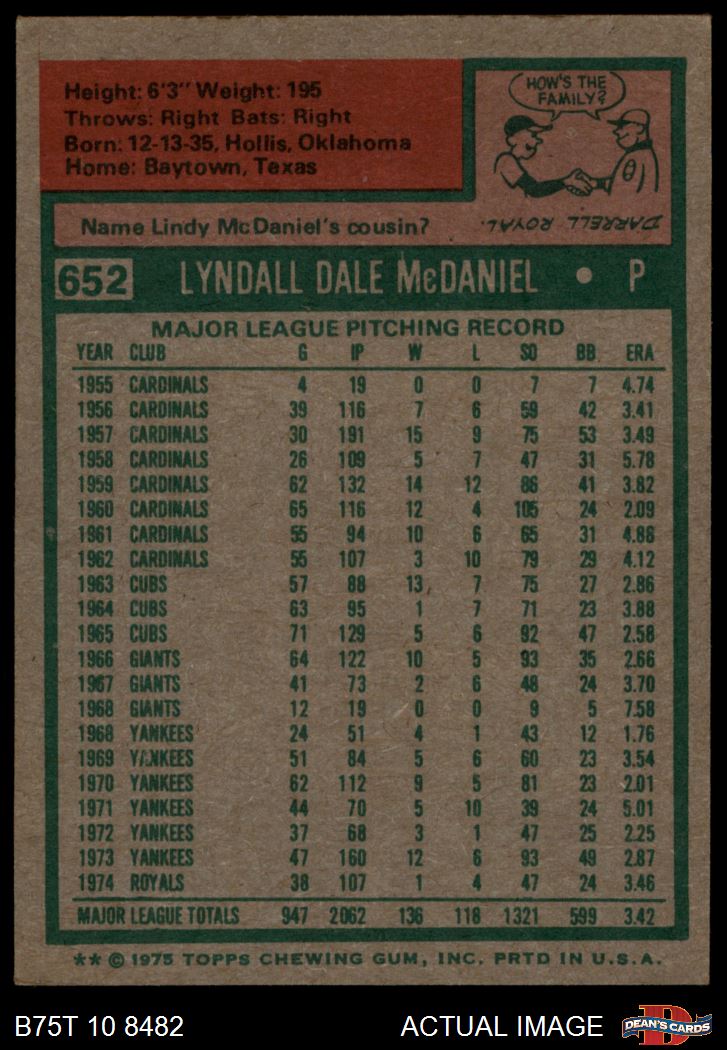 Height: 6'3" Weight: 195
Throws: Right Bats: Right
Born: 12-13-35, Hollis, Oklahoma
Home: Baytown, Texas
HOW'S THE
FAMILY?
Name Lindy McDaniel's cousin?
DARRELL ROYAL.
652 LYNDALL DALE McDANIEL • P
MAJOR LEAGUE PITCHING RECORD
YEAR CLUB G IP W L SO BB ERA
1955 CARDINALS 4 19 0 0 7 7 4.74
1956 CARDINALS 39 116 7 6 59 42 3.41
1957 CARDINALS 30 191 15 9 75 53 3.49
1958 CARDINALS 26 109 5 7 47 31 5.78
1959 CARDINALS 62 132 14 12 86 41 3.82
1960 CARDINALS 65 116 12 4 105 24 2.09
1961 CARDINALS 55 94 10 6 65 31 4.88
1962 CARDINALS 55 107 3 10 79 29 4.12
1963 CUBS 57 88 13 7 75 27 2.86
1964 CUBS 63 95 1 7 71 23 3.88
1965 CUBS 71 129 5 6 92 47 2.58
1966 GIANTS 64 122 10 5 93 35 2.66
1967 GIANTS 41 73 2 6 48 24 3.70
1968 GIANTS 12 19 0 0 9 5 7.58
1968 YANKEES 24 51 4 1 43 12 1.76
1969 YANKEES 51 84 5 6 60 23 3.54
1970 YANKEES 62 112 9 5 81 23 2.01
1971 YANKEES 44 70 5 10 39 24 5.01
1972 YANKEES 37 68 3 1 47 25 2.25
1973 YANKEES 47 160 12 6 93 49 2.87
1974 ROYALS 38 107 1 4 47 24 3.46
MAJOR LEAGUE TOTALS 947 2062 136 118 1321 599 3.42
** © 1975 TOPPS CHEWING GUM, INC. PRTD IN U.S.A.
B75T 10 8482 ACTUAL IMAGE DEAN'S CARDS